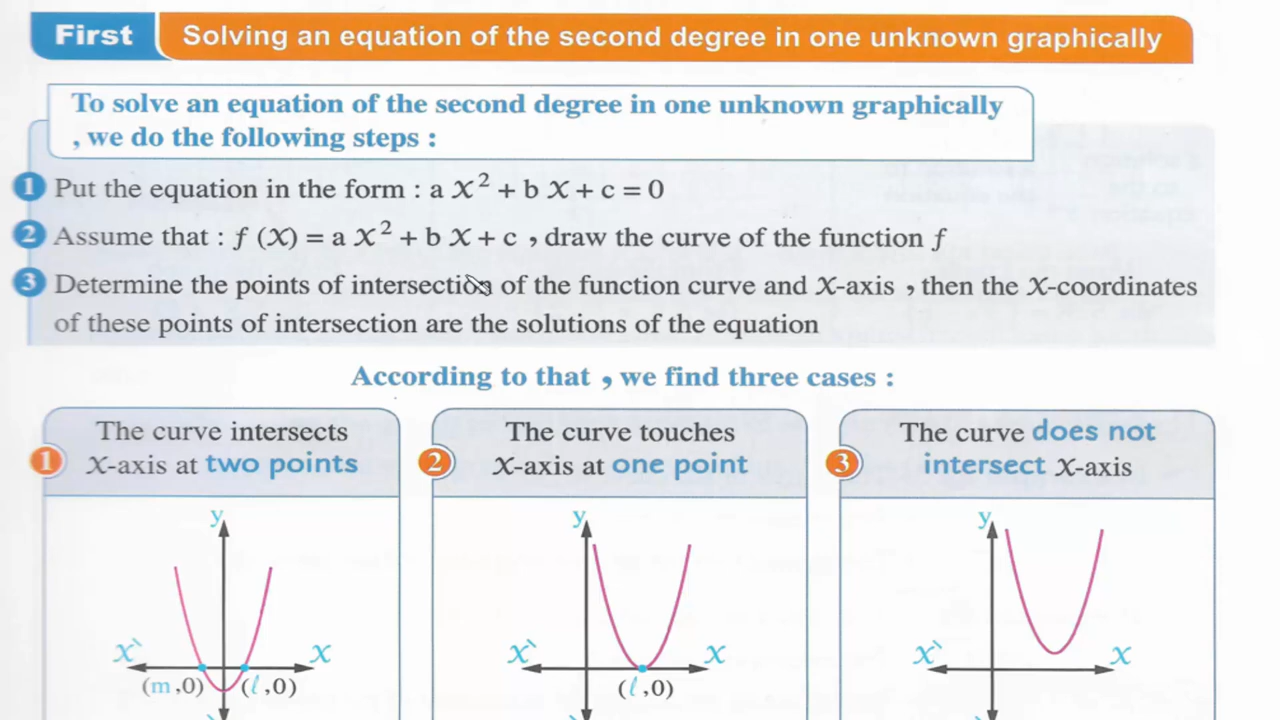 First
Solving an equation of the second degree in one unknown graphically
To solve an equation of the second degree in one unknown graphically
, we do the following steps :
1 Put the equation in the form : a x² + b x + c = 0
2 Assume that : f (x) = a x² + b x + c , draw the curve of the function f
3 Determine the points of intersection of the function curve and x-axis , then the x-coordinates
of these points of intersection are the solutions of the equation
According to that , we find three cases :
1 The curve intersects
x-axis at two points
y
x` x
(m ,0) (l ,0)
2 The curve touches
x-axis at one point
y
x` x
(l ,0)
3 The curve does not
intersect x-axis
y
x` x